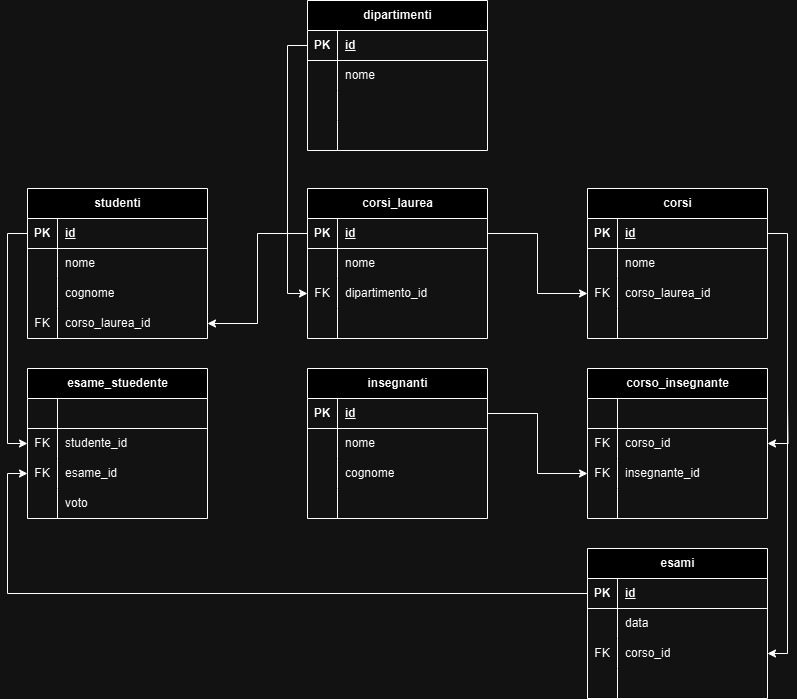 dipartimenti
PK id
nome
studenti
PK id
nome
cognome
FK corso_laurea_id
corsi_laurea
PK id
nome
FK dipartimento_id
corsi
PK id
nome
FK corso_laurea_id
esame_stuedente
FK studente_id
FK esame_id
voto
insegnanti
PK id
nome
cognome
corso_insegnante
FK corso_id
FK insegnante_id
esami
PK id
data
FK corso_id